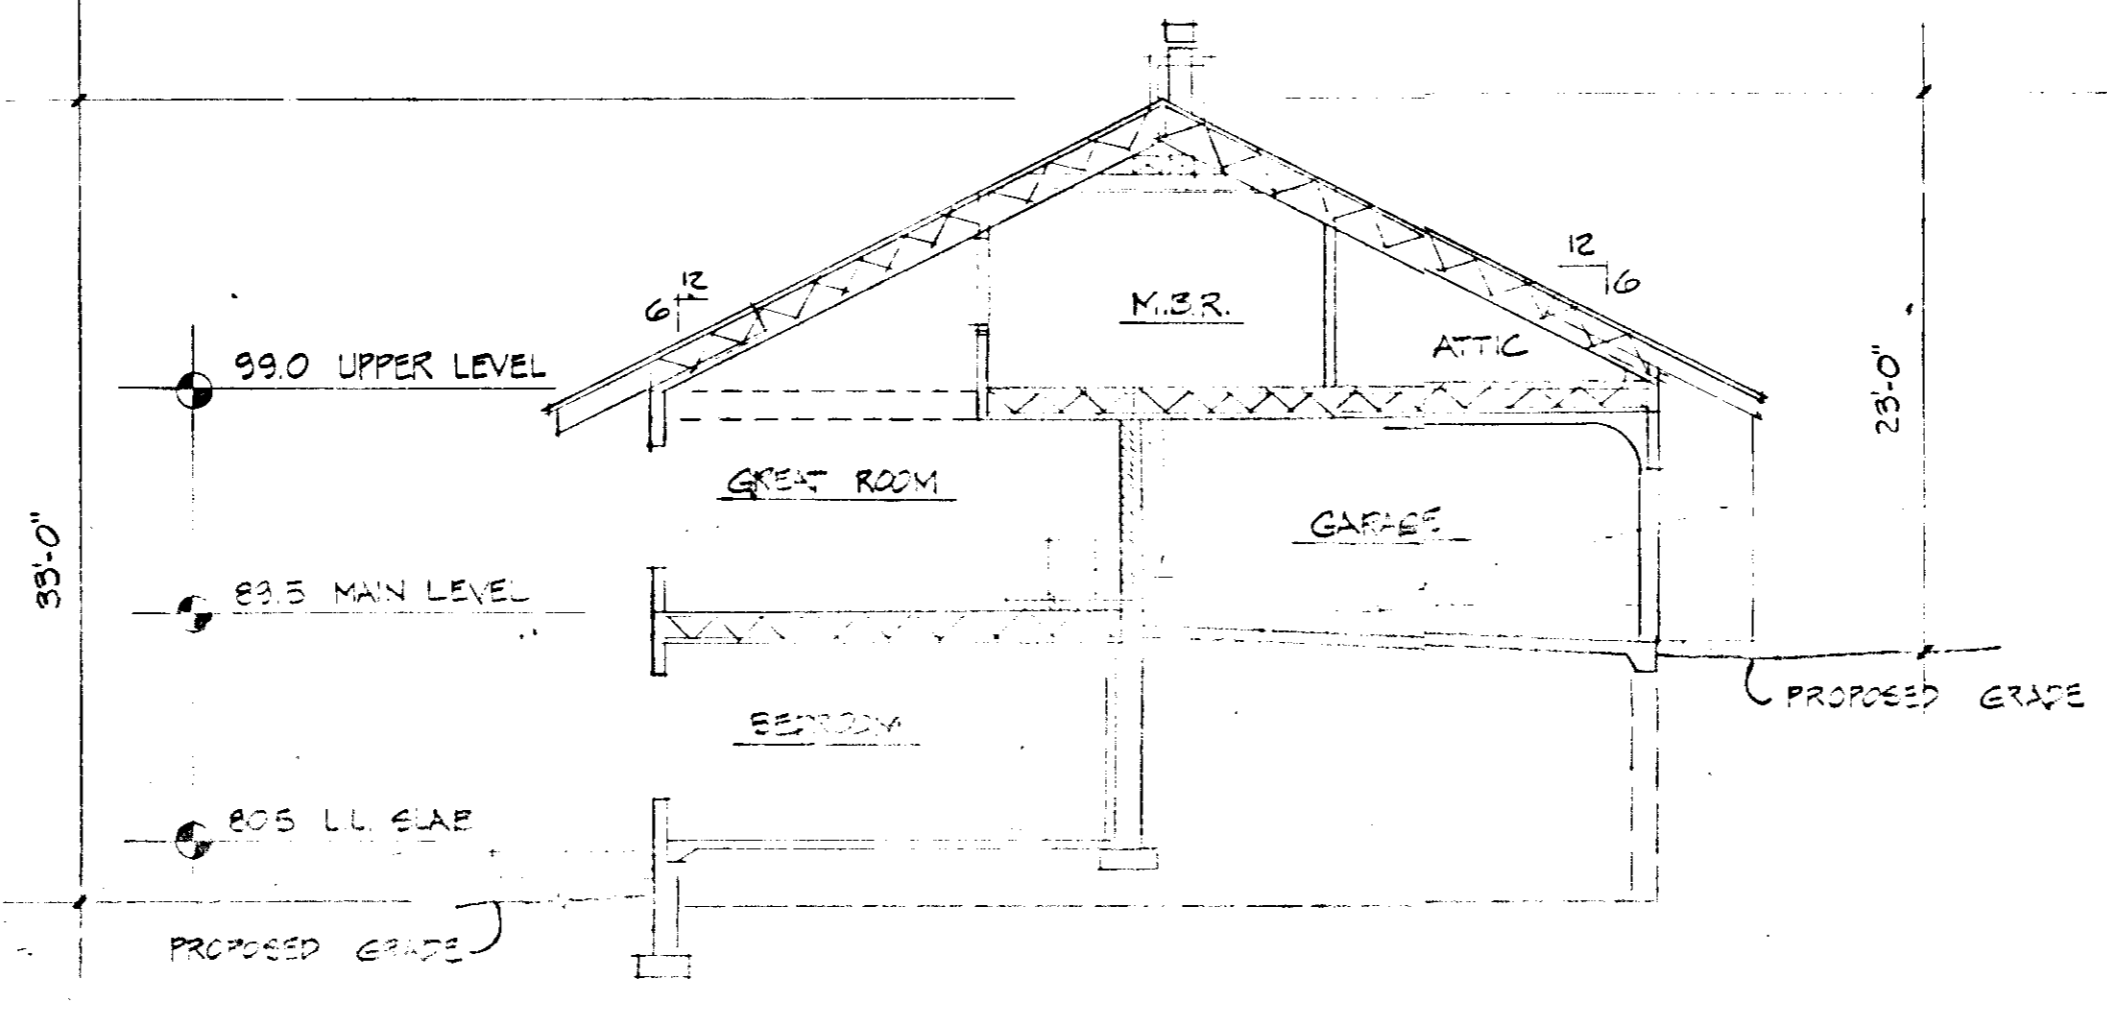 12
6
12
6
M.B.R.
ATTIC
99.0 UPPER LEVEL
23'-0"
GREAT ROOM
GARAGE
33'-0"
89.5 MAIN LEVEL
PROPOSED GRADE
BEDROOM
80.5 L.L. SLAB
PROPOSED GRADE